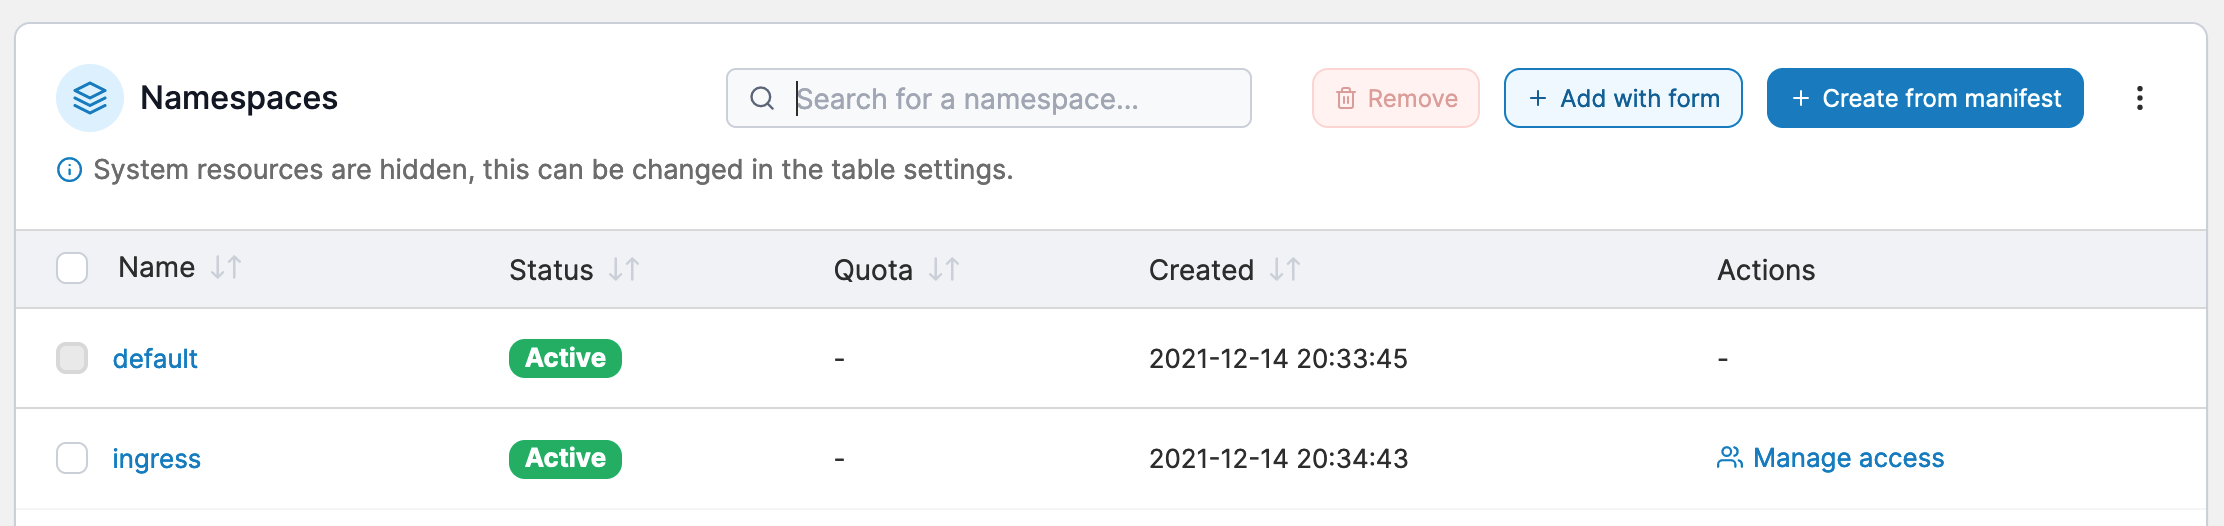 Namespaces
Search for a namespace...
Remove
+ Add with form
+ Create from manifest
System resources are hidden, this can be changed in the table settings.
Name Status Quota Created Actions
default Active - 2021-12-14 20:33:45 -
ingress Active - 2021-12-14 20:34:43 Manage access